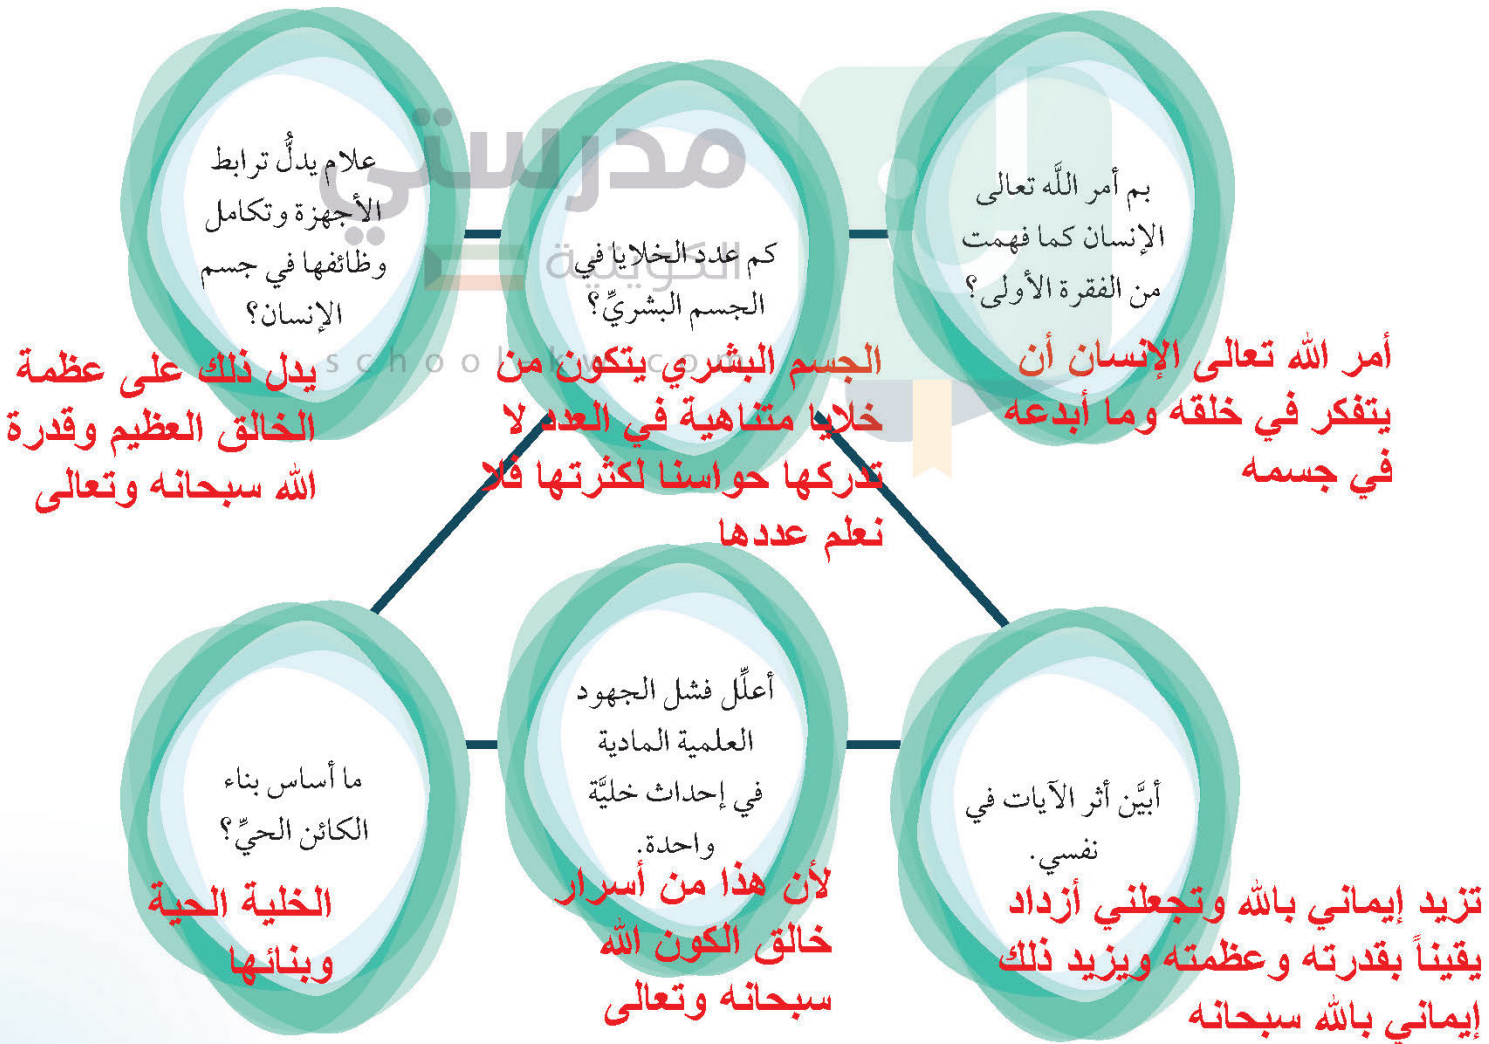 بم أمر اللَّه تعالى
الإنسان كما فهمت
من الفقرة الأولى؟
أمر الله تعالى الإنسان أن
يتفكر في خلقه وما أبدعه
في جسمه
كم عدد الخلايا في
الجسم البشريِّ؟
الجسم البشري يتكون من
خلايا متناهية في العدد لا
تدركها حواسنا لكثرتها فلا
نعلم عددها
علام يدلُّ ترابط
الأجهزة وتكامل
وظائفها في جسم
الإنسان؟
يدل ذلك على عظمة
الخالق العظيم وقدرة
الله سبحانه وتعالى
مدرستي
الكويتية
school-kw.com
أبيَّن أثر الآيات في
نفسي.
تزيد إيماني بالله وتجعلني أزداد
يقيناً بقدرته وعظمته ويزيد ذلك
إيماني بالله سبحانه
أعلِّل فشل الجهود
العلمية المادية
في إحداث خليَّة
واحدة.
لأن هذا من أسرار
خالق الكون الله
سبحانه وتعالى
ما أساس بناء
الكائن الحيِّ؟
الخلية الحية
وبنائها